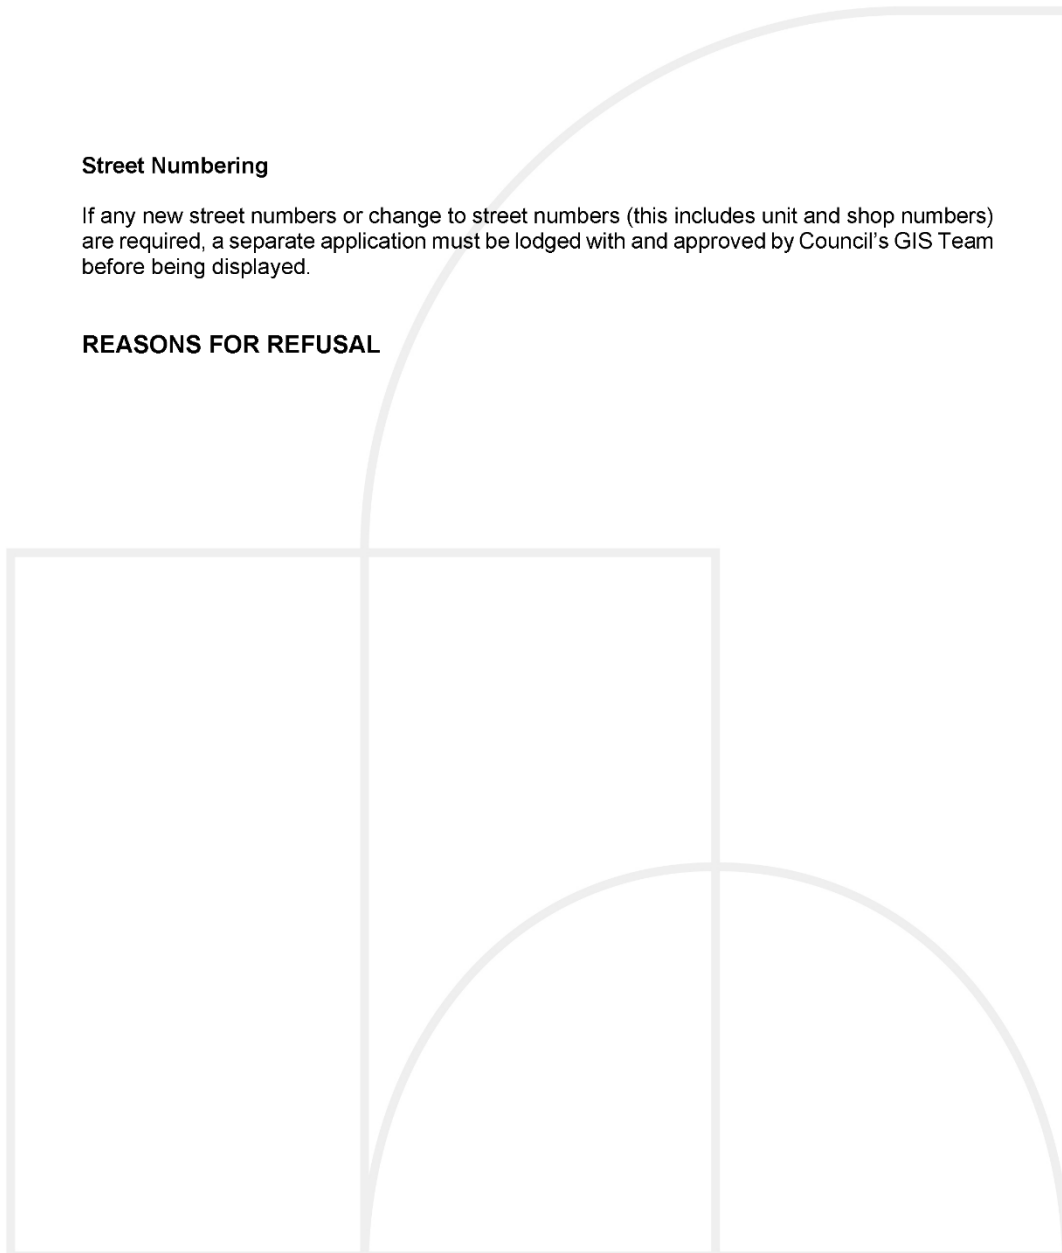 Street Numbering
If any new street numbers or change to street numbers (this includes unit and shop numbers)
are required, a separate application must be lodged with and approved by Council's GIS Team
before being displayed.
REASONS FOR REFUSAL